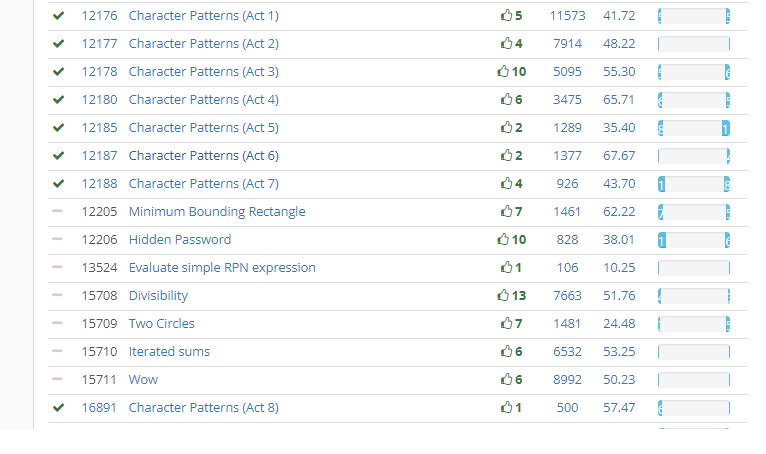 12176 Character Patterns (Act 1) 5 11573 41.72
12177 Character Patterns (Act 2) 4 7914 48.22
12178 Character Patterns (Act 3) 10 5095 55.30
12180 Character Patterns (Act 4) 6 3475 65.71
12185 Character Patterns (Act 5) 2 1289 35.40
12187 Character Patterns (Act 6) 2 1377 67.67
12188 Character Patterns (Act 7) 4 926 43.70
12205 Minimum Bounding Rectangle 7 1461 62.22
12206 Hidden Password 10 828 38.01
13524 Evaluate simple RPN expression 1 106 10.25
15708 Divisibility 13 7663 51.76
15709 Two Circles 7 1481 24.48
15710 Iterated sums 6 6532 53.25
15711 Wow 6 8992 50.23
16891 Character Patterns (Act 8) 1 500 57.47